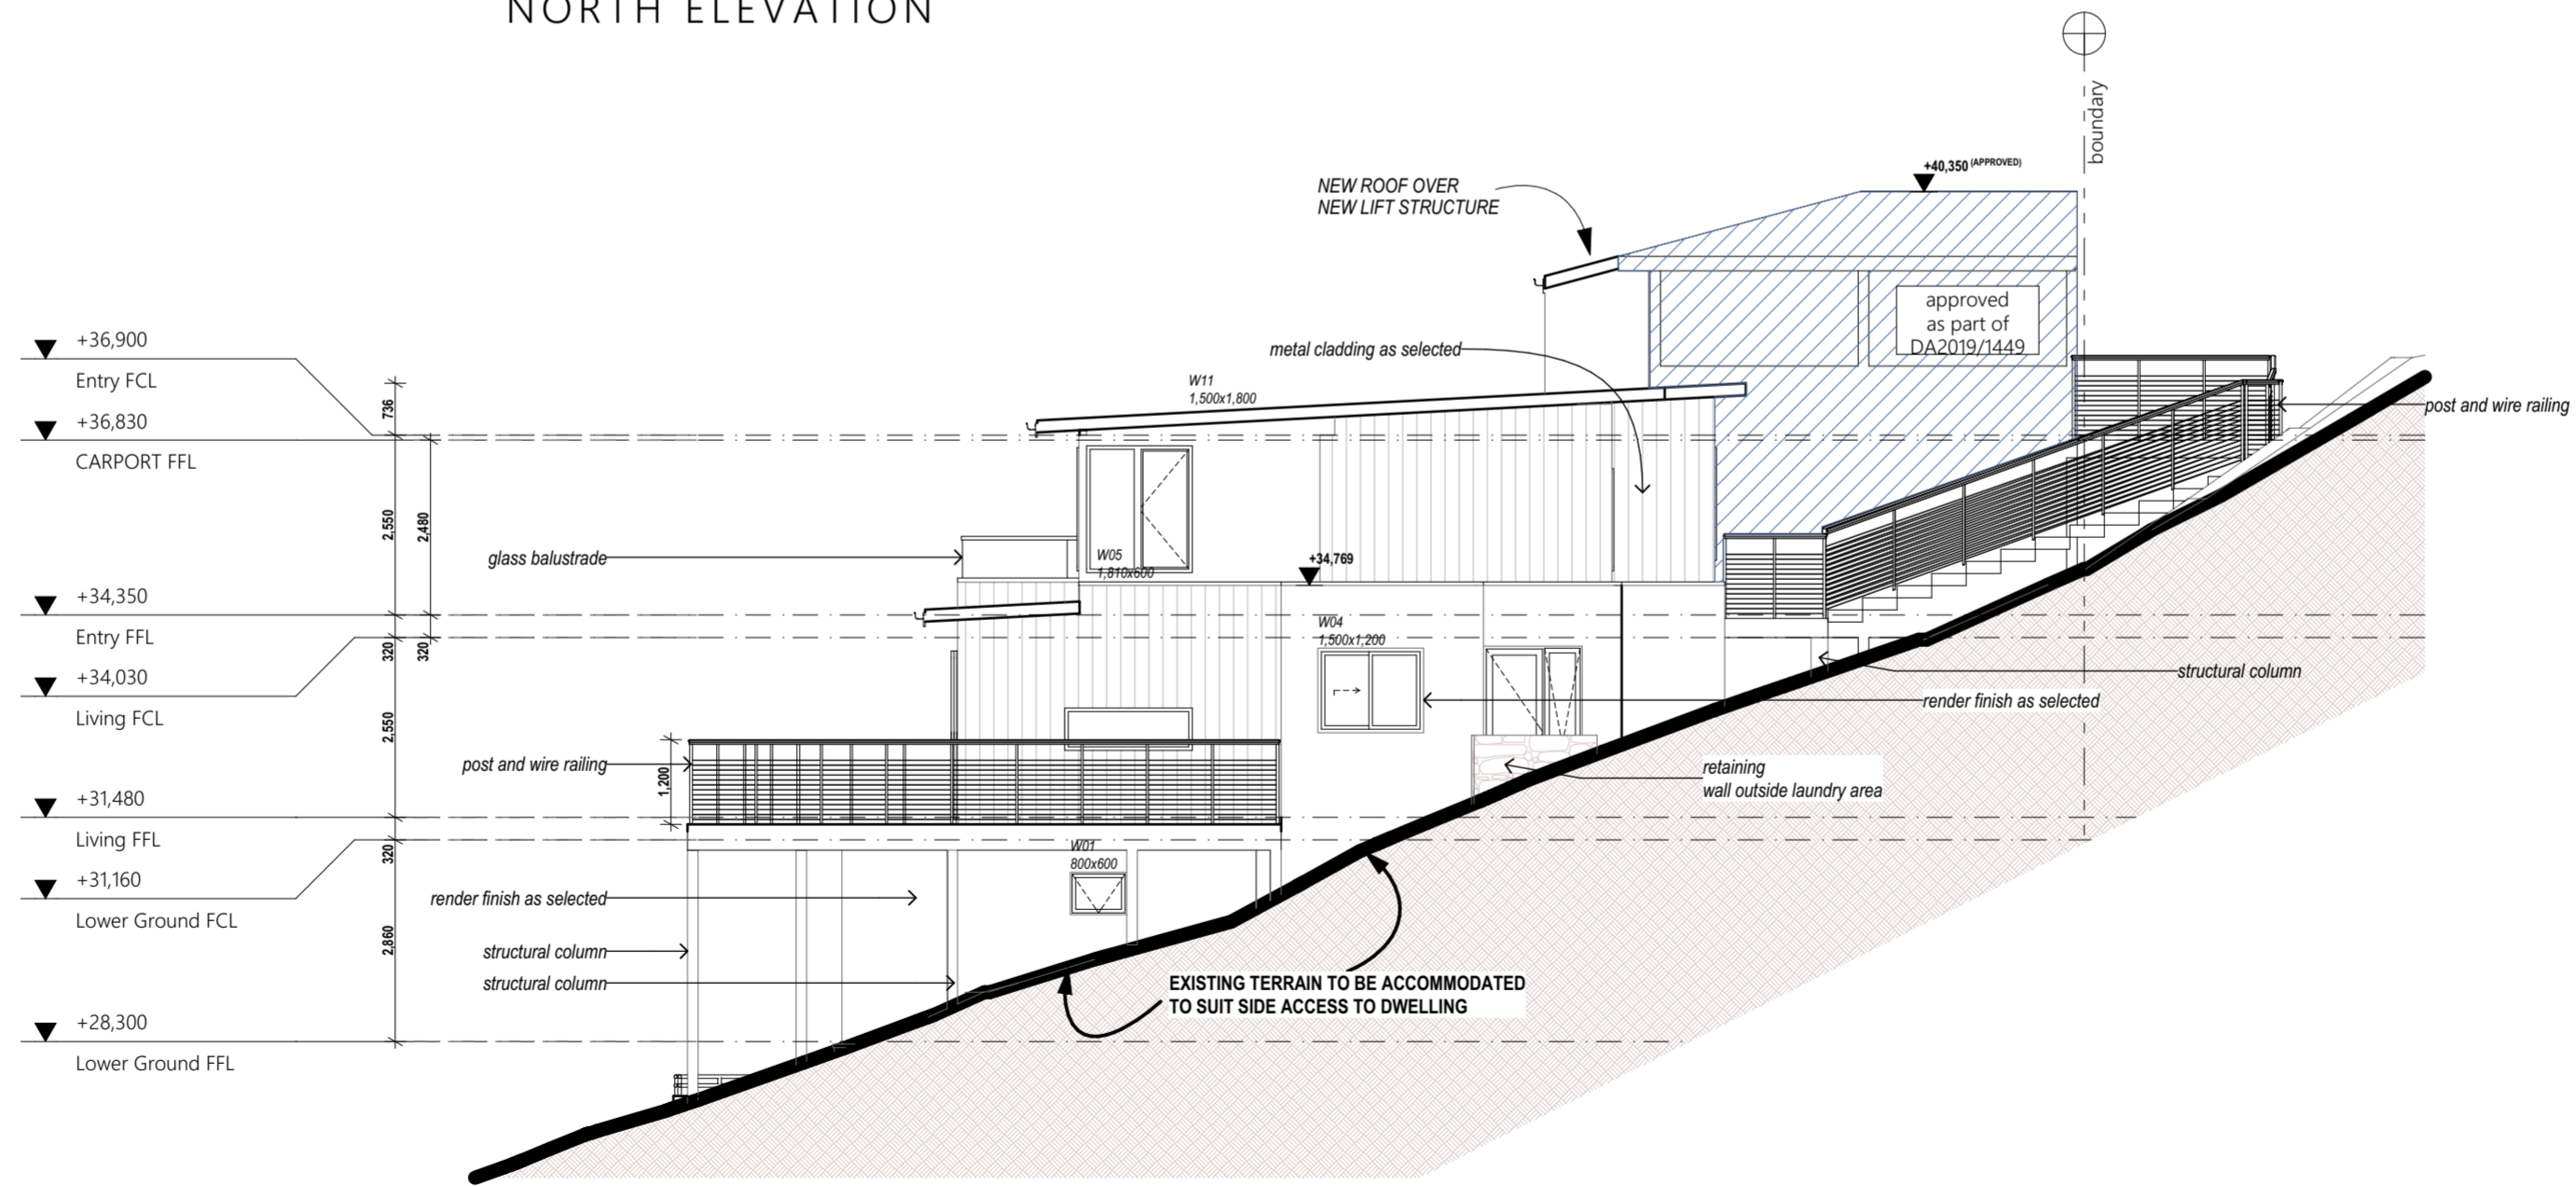 NORTH ELEVATION
boundary
+40,350 (APPROVED)
NEW ROOF OVER
NEW LIFT STRUCTURE
approved
as part of
DA2019/1449
+36,900
Entry FCL
metal cladding as selected
W11
1,500x1,800
736
post and wire railing
+36,830
CARPORT FFL
2,550
2,480
glass balustrade
W05
1,810x600
+34,769
+34,350
Entry FFL
320
320
W04
1,500x1,200
+34,030
Living FCL
structural column
render finish as selected
2,550
post and wire railing
1,200
retaining
wall outside laundry area
+31,480
Living FFL
320
W01
800x600
+31,160
Lower Ground FCL
render finish as selected
2,860
structural column
structural column
EXISTING TERRAIN TO BE ACCOMMODATED
TO SUIT SIDE ACCESS TO DWELLING
+28,300
Lower Ground FFL